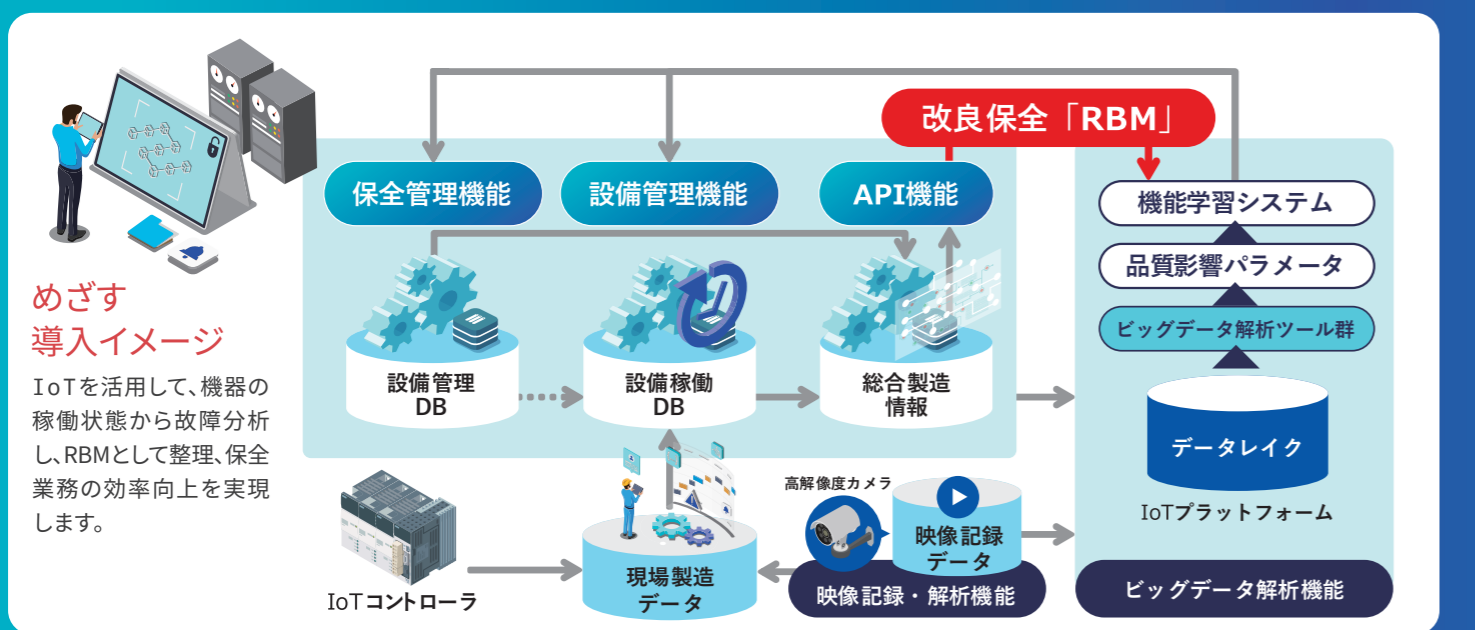 めざす
導入イメージ
IoTを活用して、機器の
稼働状態から故障分析
し、RBMとして整理、保全
業務の効率向上を実現
します。
改良保全「RBM」
保全管理機能
設備管理機能
API機能
設備管理
DB
設備稼働
DB
総合製造
情報
機能学習システム
品質影響パラメータ
ビッグデータ解析ツール群
データレイク
IoTプラットフォーム
ビッグデータ解析機能
IoTコントローラ
現場製造
データ
高解像度カメラ
映像記録
データ
映像記録・解析機能